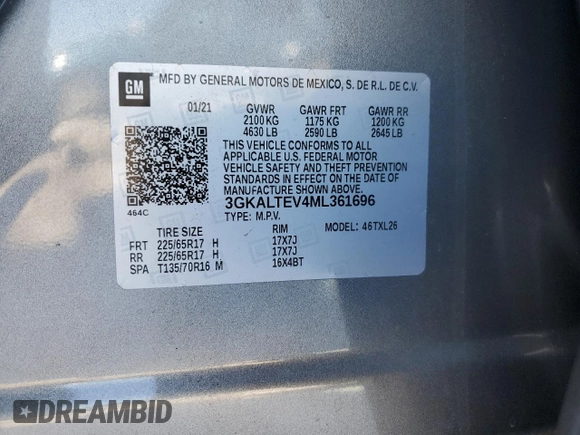 GM MFD BY GENERAL MOTORS DE MEXICO, S. DE R.L. DE C.V.
01/21 GVWR GAWR FRT GAWR RR
2100 KG 1175 KG 1200 KG
4630 LB 2590 LB 2645 LB
THIS VEHICLE CONFORMS TO ALL
APPLICABLE U.S. FEDERAL MOTOR
VEHICLE SAFETY AND THEFT PREVENTION
STANDARDS IN EFFECT ON THE DATE OF
MANUFACTURE SHOWN ABOVE.
464C
3GKALTEV4ML361696
TYPE: M.P.V. MODEL: 46TXL26
TIRE SIZE RIM
FRT 225/65R17 H 17X7J
RR 225/65R17 H 17X7J
SPA T135/70R16 M 16X4BT
DREAMBID